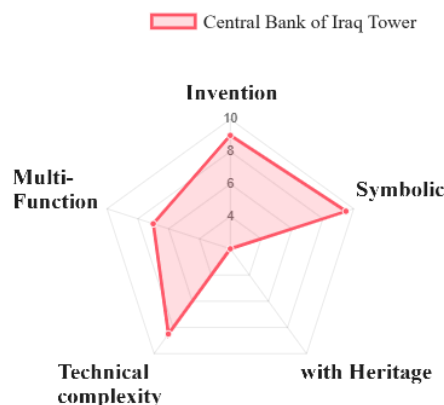 Central Bank of Iraq Tower
Invention
10
8
6
4
Multi-
Function
Symbolic
Technical
complexity
with Heritage